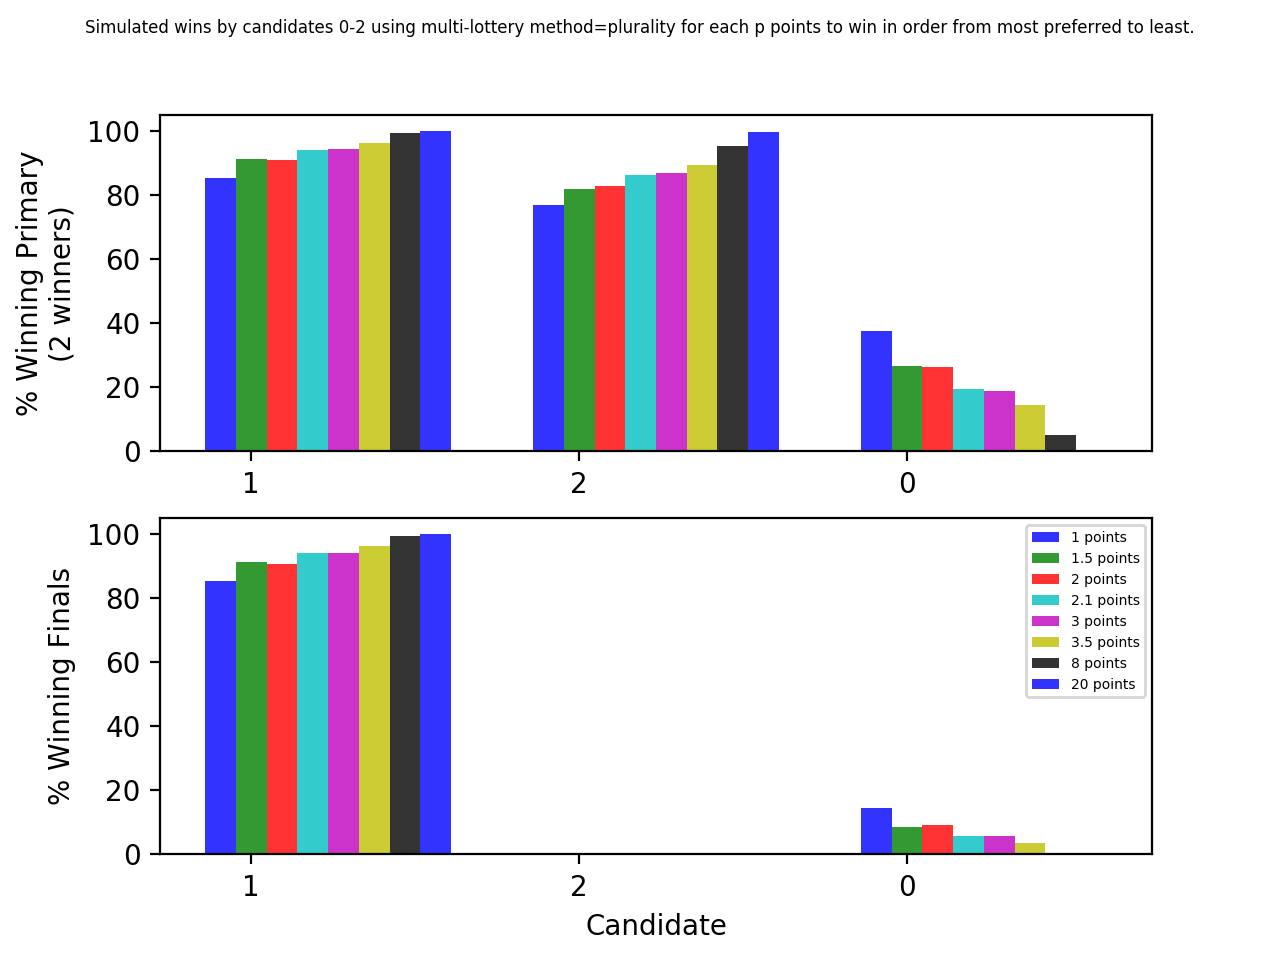 Simulated wins by candidates 0-2 using multi-lottery method=plurality for each p points to win in order from most preferred to least.
% Winning Primary
(2 winners)
100
80
60
40
20
0
1
2
0
% Winning Finals
100
80
60
40
20
0
1 points
1.5 points
2 points
2.1 points
3 points
3.5 points
8 points
20 points
1
2
0
Candidate